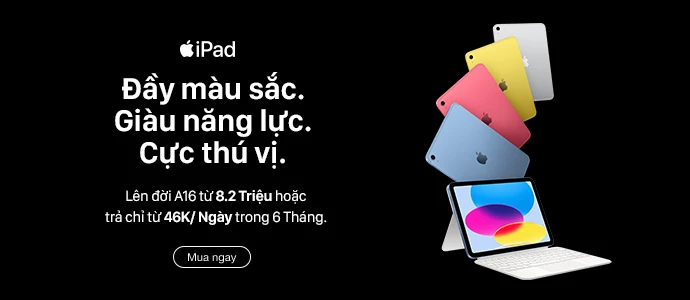 iPad
Đầy màu sắc.
Giàu năng lực.
Cực thú vị.
Lên đời A16 từ 8.2 Triệu hoặc
trả chỉ từ 46K/ Ngày trong 6 Tháng.
Mua ngay